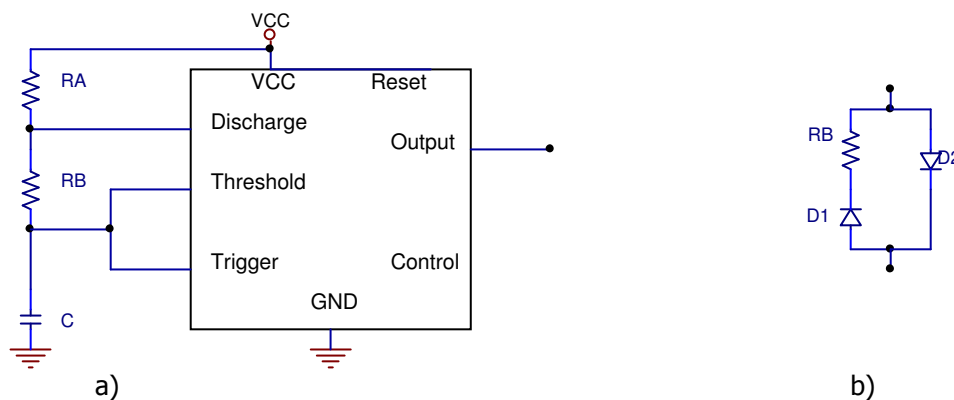 VCC
RA
VCC
Reset
Discharge
Output
RB
Threshold
Trigger
Control
GND
C
a)
RB
D2
D1
b)